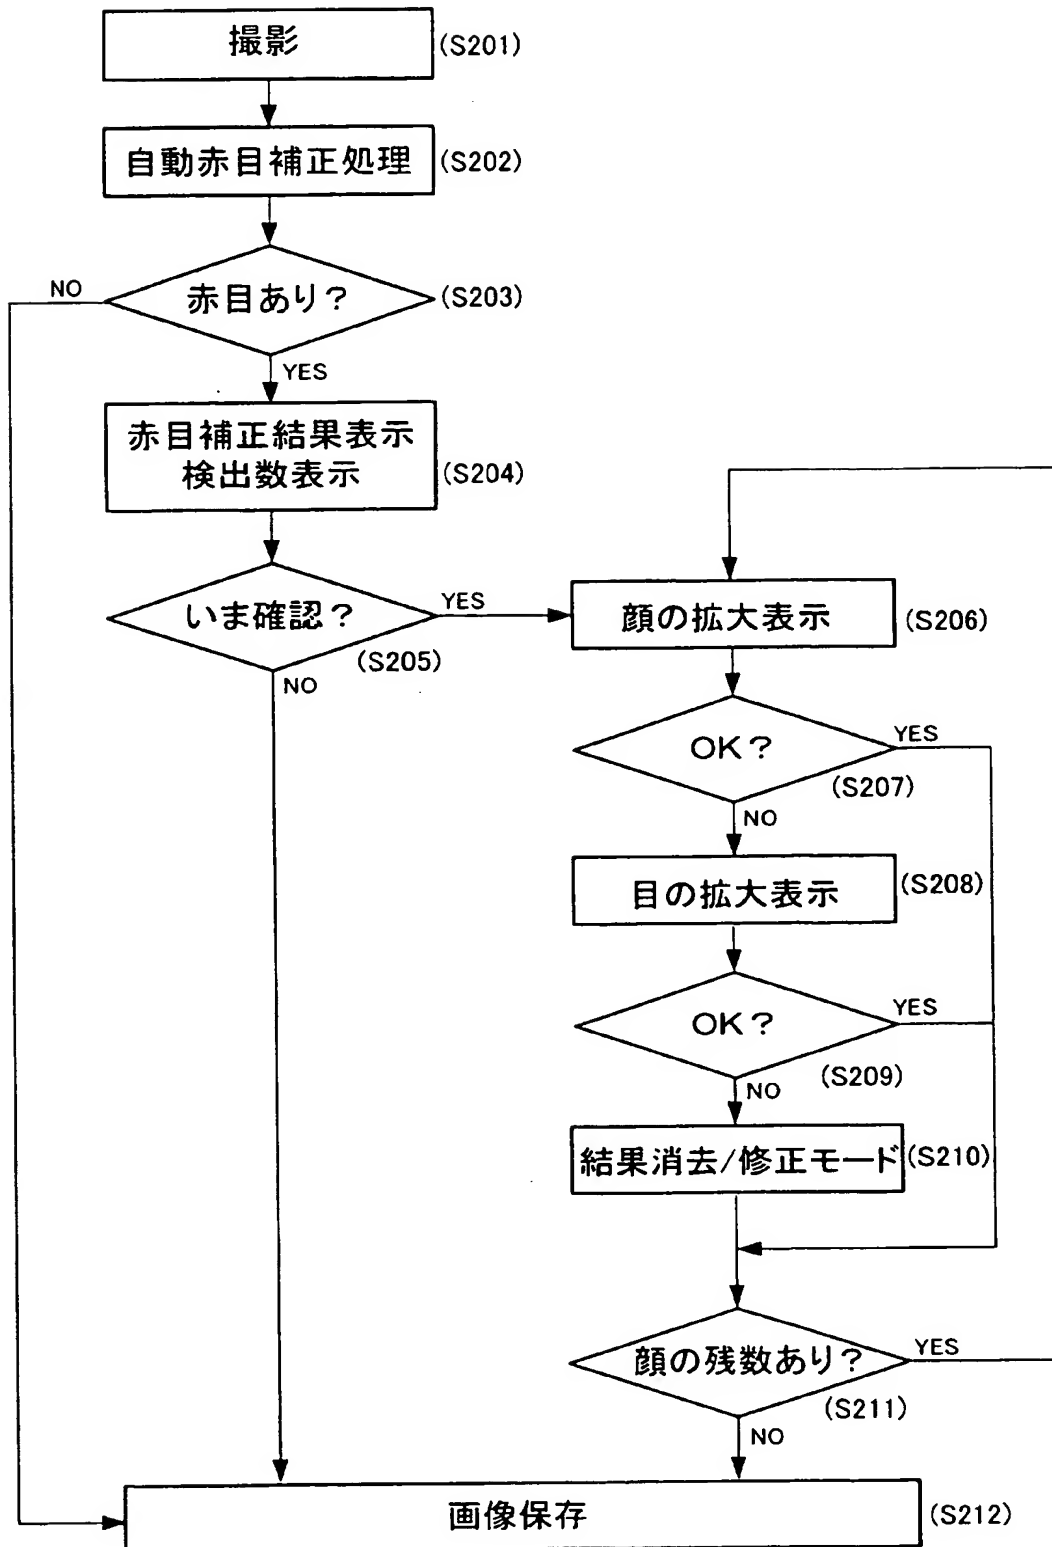 撮影
(S201)
自動赤目補正処理
(S202)
赤目あり？
(S203)
NO
YES
赤目補正結果表示
検出数表示
(S204)
いま確認？
(S205)
YES
NO
顔の拡大表示
(S206)
OK？
(S207)
YES
NO
目の拡大表示
(S208)
OK？
(S209)
YES
NO
結果消去/修正モード
(S210)
顔の残数あり？
(S211)
YES
NO
画像保存
(S212)